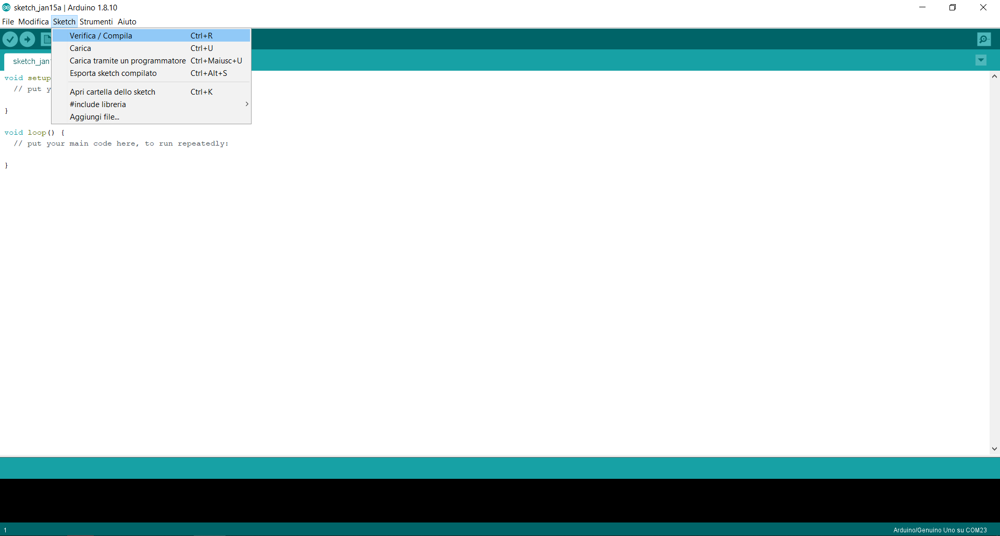 sketch_jan15a | Arduino 1.8.10
File Modifica Sketch Strumenti Aiuto
Verifica / Compila Ctrl+R
Carica Ctrl+U
Carica tramite un programmatore Ctrl+Maiusc+U
Esporta sketch compilato Ctrl+Alt+S
Apri cartella dello sketch Ctrl+K
#include libreria
Aggiungi file...
sketch_jan
void setup
// put y
}
void loop() {
// put your main code here, to run repeatedly:
}
1
Arduino/Genuino Uno su COM23